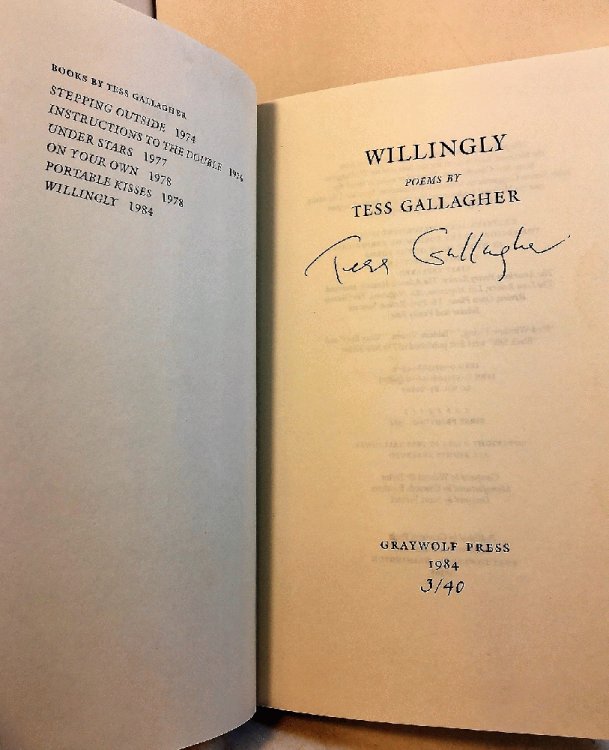 BOOKS BY TESS GALLAGHER
STEPPING OUTSIDE 1974
INSTRUCTIONS TO THE DOUBLE 1976
UNDER STARS 1977
ON YOUR OWN 1978
PORTABLE KISSES 1978
WILLINGLY 1984
WILLINGLY
POEMS BY
TESS GALLAGHER
Tess Gallagher
GRAYWOLF PRESS
1984
3/40